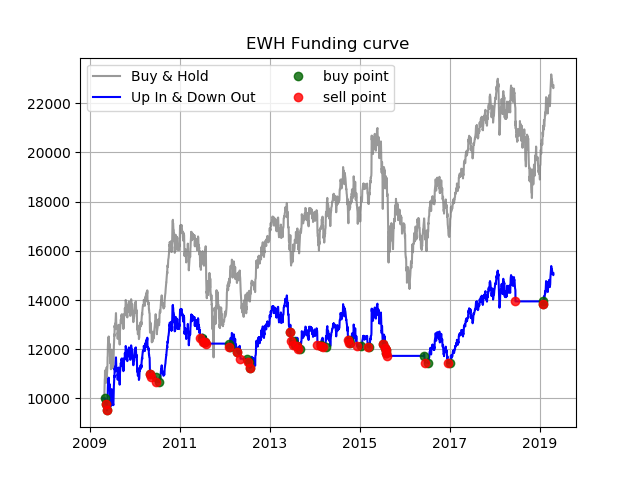 EWH Funding curve
Buy & Hold
Up In & Down Out
buy point
sell point
22000
20000
18000
16000
14000
12000
10000
2009 2011 2013 2015 2017 2019